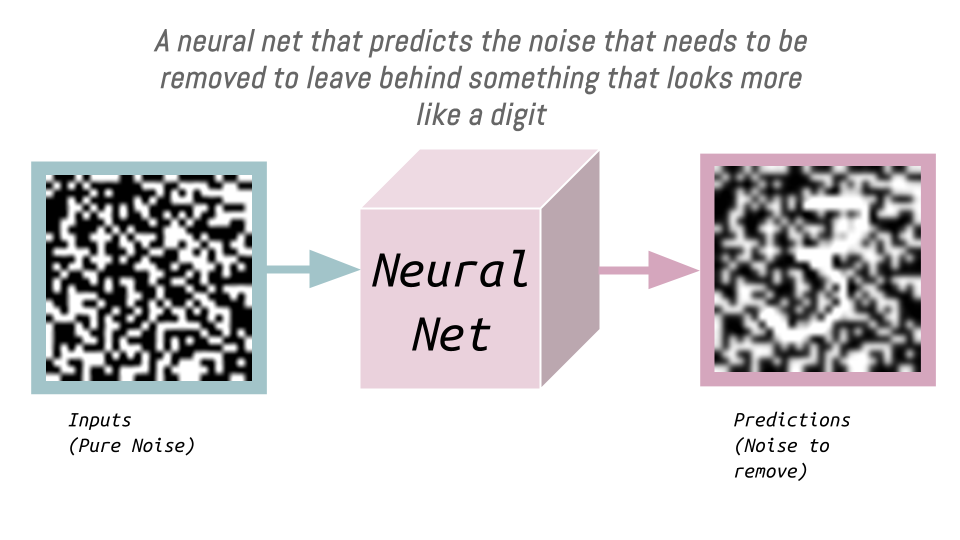 A neural net that predicts the noise that needs to be
removed to leave behind something that looks more
like a digit
Neural
Net
Inputs
(Pure Noise)
Predictions
(Noise to
remove)